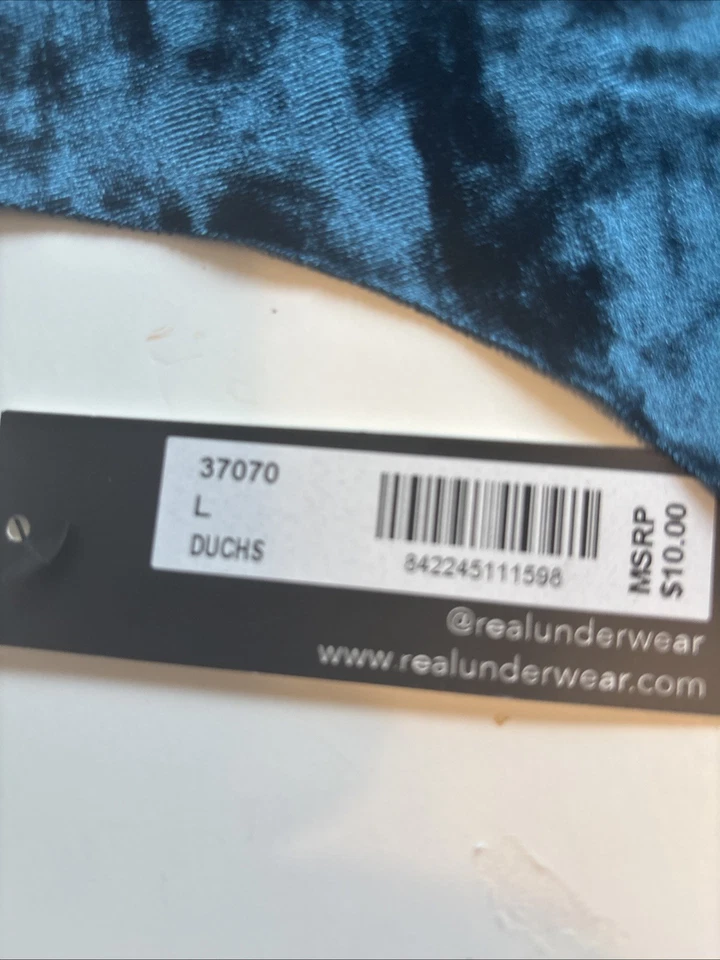 37070
L
DUCHS
842245111598
MSRP
$10.00
@realunderwear
www.realunderwear.com